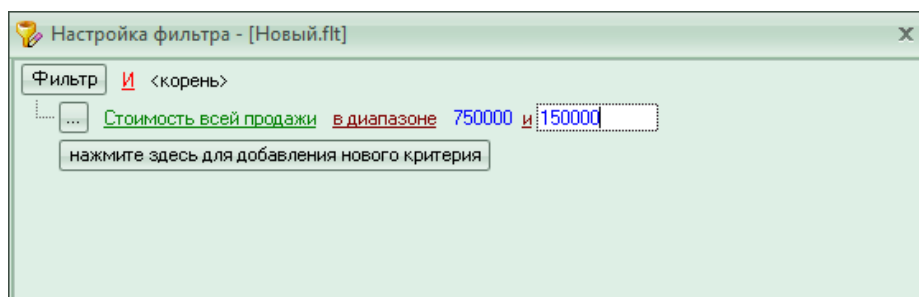 Настройка фильтра - [Новый.flt]
Фильтр И <корень>
... Стоимость всей продажи в диапазоне 750000 и 150000
нажмите здесь для добавления нового критерия